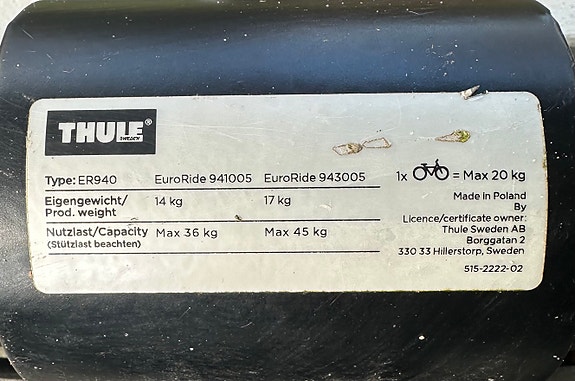 THULE®
SWEDEN
Type: ER940 EuroRide 941005 EuroRide 943005
Eigengewicht/ 14 kg 17 kg
Prod. weight
Nutzlast/Capacity Max 36 kg Max 45 kg
(Stützlast beachten)
1x = Max 20 kg
Made in Poland
By
Licence/certificate owner:
Thule Sweden AB
Borggatan 2
330 33 Hillerstorp, Sweden
515-2222-02